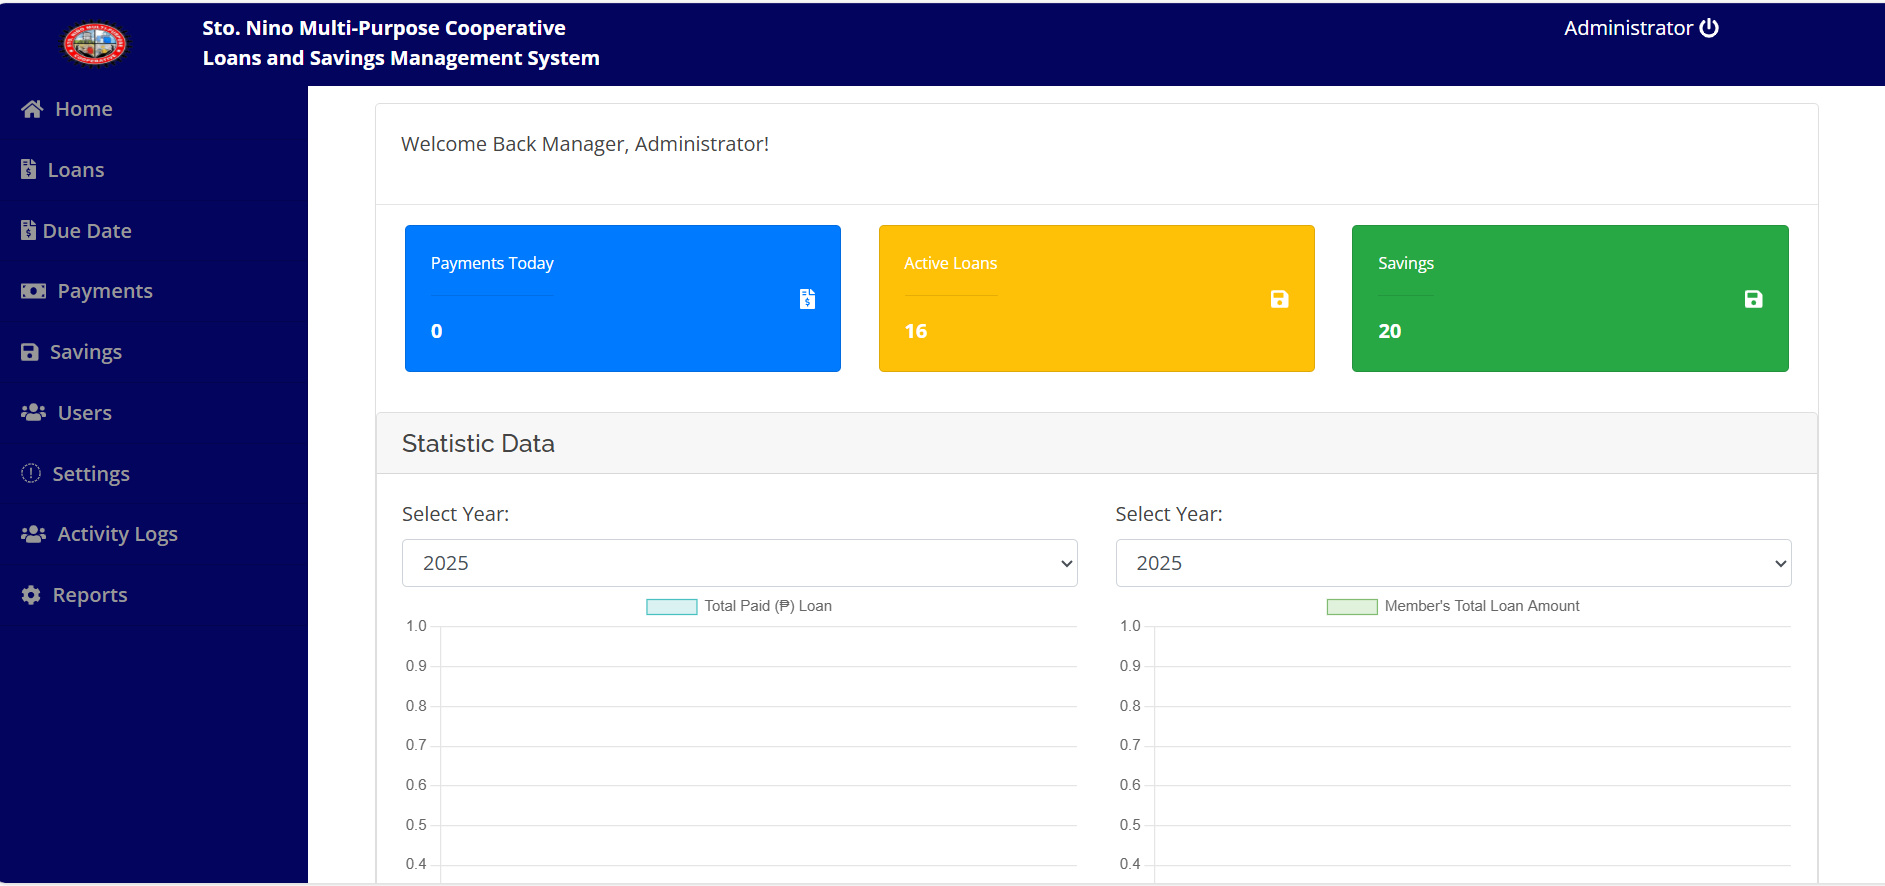 Sto. Nino Multi-Purpose Cooperative
Loans and Savings Management System
Administrator
Home
Loans
Due Date
Payments
Savings
Users
Settings
Activity Logs
Reports
Welcome Back Manager, Administrator!
Payments Today
0
Active Loans
16
Savings
20
Statistic Data
Select Year:
2025
Total Paid (₱) Loan
1.0
0.9
0.8
0.7
0.6
0.5
0.4
Select Year:
2025
Member's Total Loan Amount
1.0
0.9
0.8
0.7
0.6
0.5
0.4